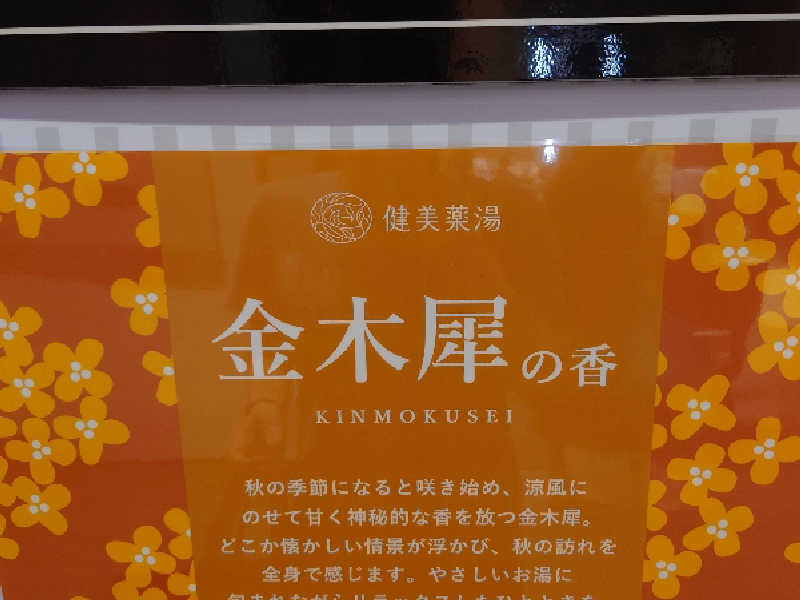 健美薬湯
金木犀の香
KINMOKUSEI
秋の季節になると咲き始め、涼風に
のせて甘く神秘的な香を放つ金木犀。
どこか懐かしい情景が浮かび、秋の訪れを
全身で感じます。やさしいお湯に